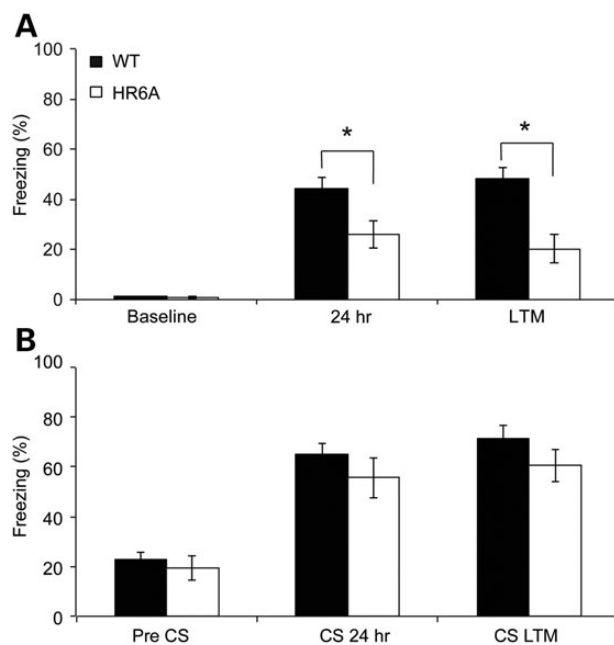 A
100
80
60
40
20
0
Freezing (%)
WT
HR6A
*
*
Baseline 24 hr LTM
B
100
80
60
40
20
0
Freezing (%)
Pre CS CS 24 hr CS LTM